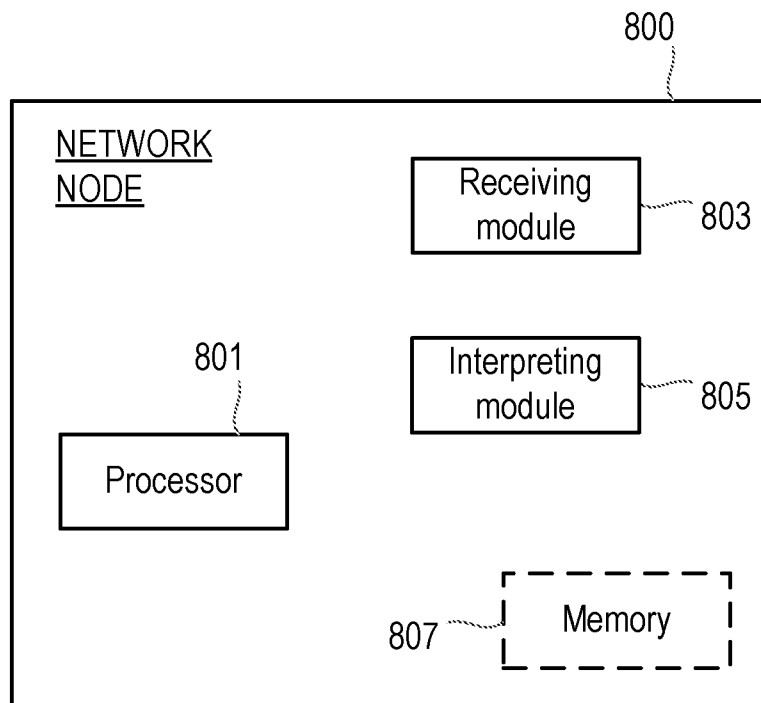 800
NETWORK
NODE
Receiving
module
803
801
Interpreting
module
805
Processor
Memory
807